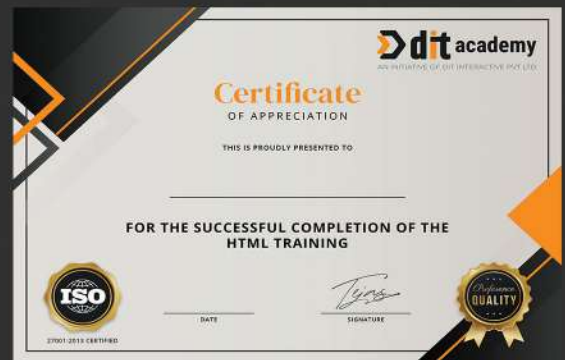 dit academy
AN INITIATIVE OF DIT INTERACTIVE PVT LTD
Certificate
OF APPRECIATION
THIS IS PROUDLY PRESENTED TO
FOR THE SUCCESSFUL COMPLETION OF THE
HTML TRAINING
ISO
27001-2013 CERTIFIED
DATE
SIGNATURE
QUALITY